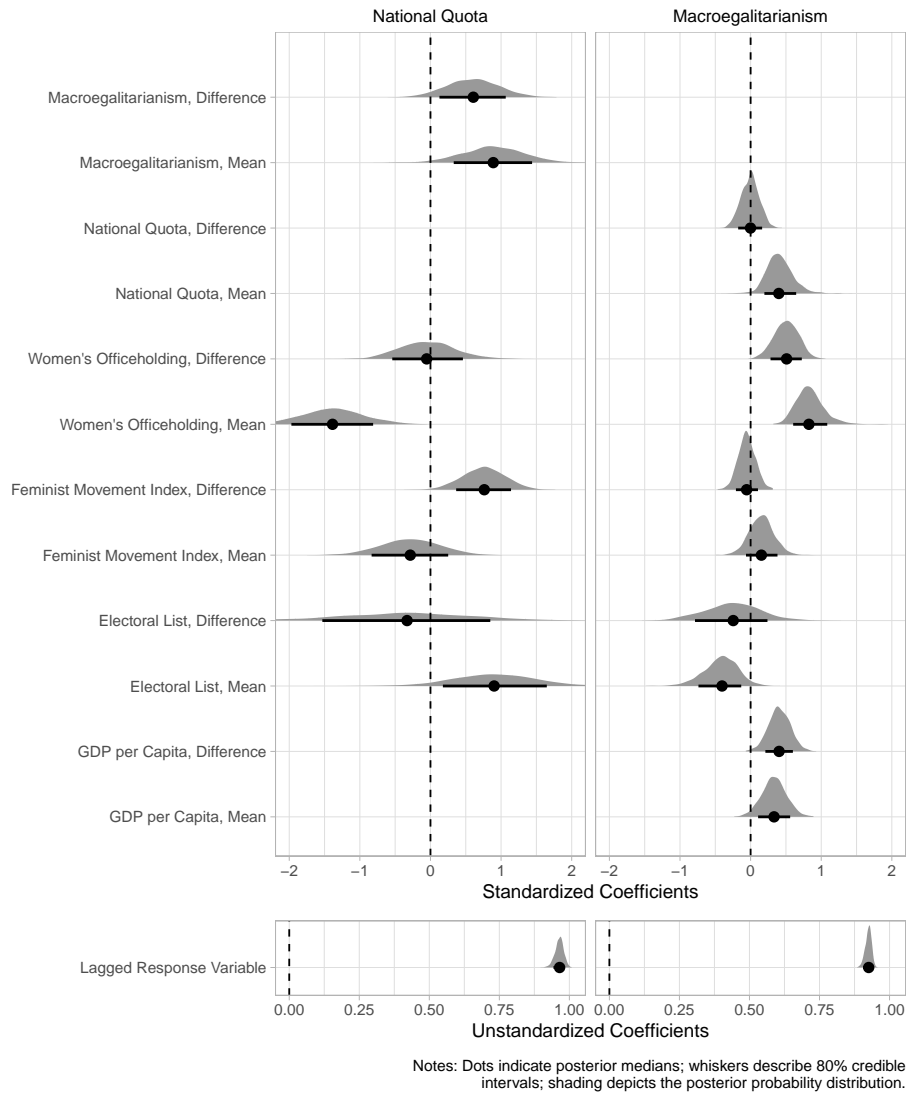 National Quota
Macroegalitarianism
Macroegalitarianism, Difference
Macroegalitarianism, Mean
National Quota, Difference
National Quota, Mean
Women's Officeholding, Difference
Women's Officeholding, Mean
Feminist Movement Index, Difference
Feminist Movement Index, Mean
Electoral List, Difference
Electoral List, Mean
GDP per Capita, Difference
GDP per Capita, Mean
−2 −1 0 1 2 −2 −1 0 1 2
Standardized Coefficients
Lagged Response Variable
0.00 0.25 0.50 0.75 1.00 0.00 0.25 0.50 0.75 1.00
Unstandardized Coefficients
Notes: Dots indicate posterior medians; whiskers describe 80% credible
intervals; shading depicts the posterior probability distribution.